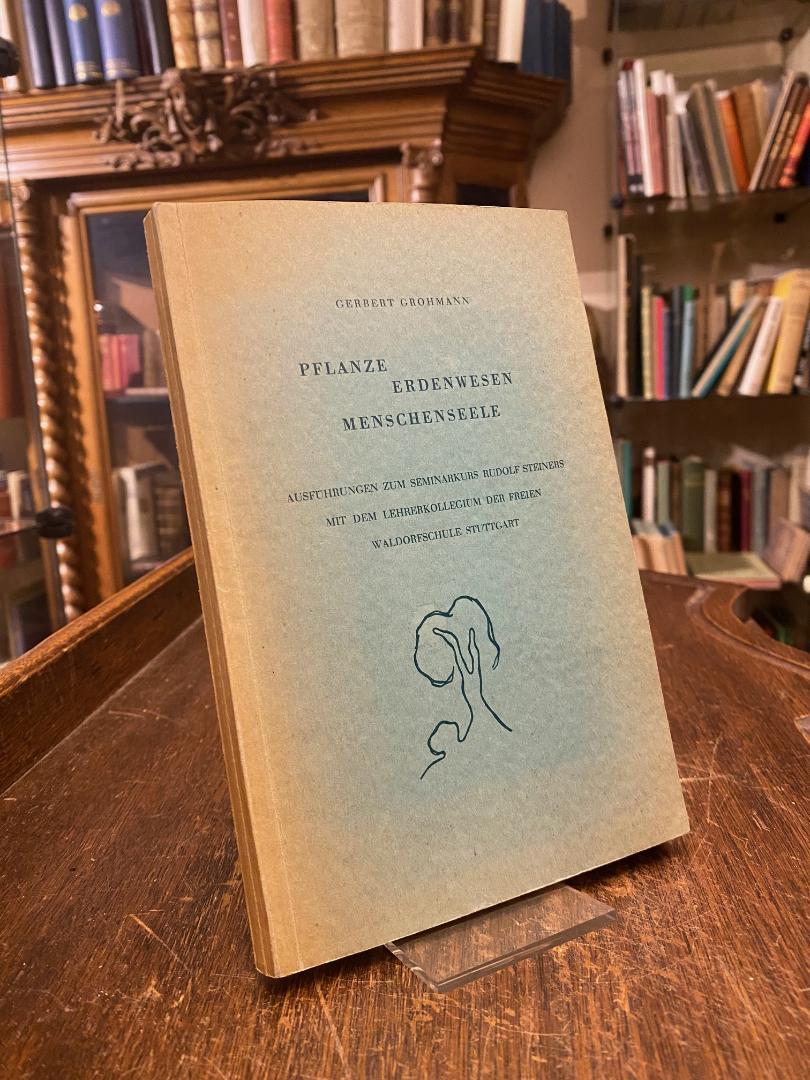 GERBERT GROHMANN
PFLANZE
ERDENWESEN
MENSCHENSEELE
AUSFÜHRUNGEN ZUM SEMINARKURS RUDOLF STEINERS
MIT DEM LEHRERKOLLEGIUM DER FREIEN
WALDORFSCHULE STUTTGART